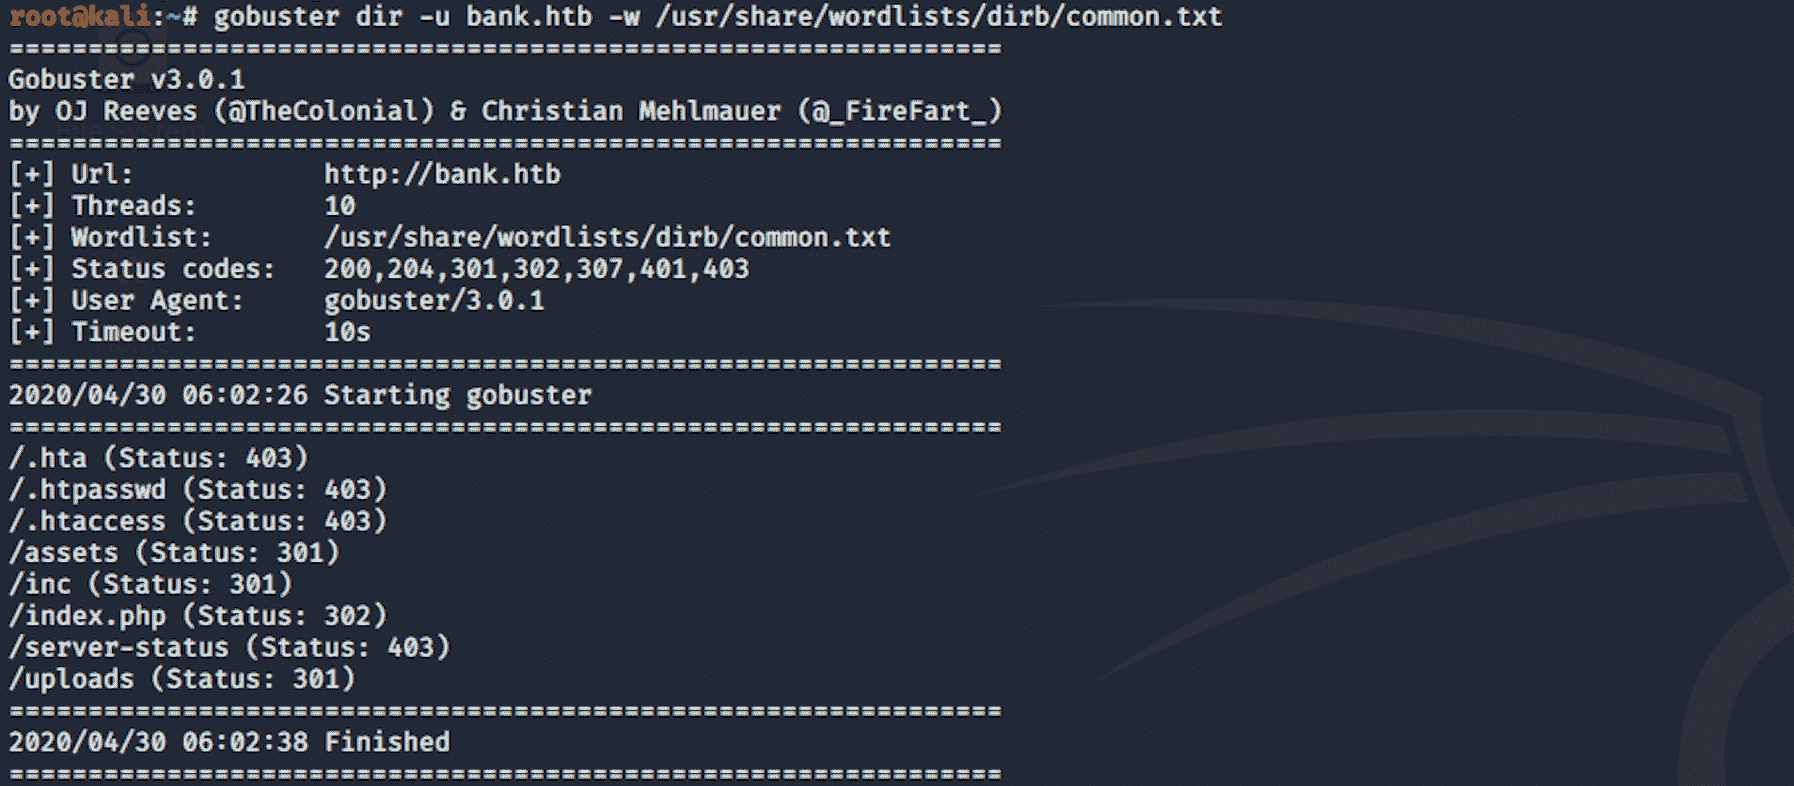 root@kali:~# gobuster dir -u bank.htb -w /usr/share/wordlists/dirb/common.txt
===============================================================
Gobuster v3.0.1
by OJ Reeves (@TheColonial) & Christian Mehlmauer (@_FireFart_)
===============================================================
[+] Url:            http://bank.htb
[+] Threads:        10
[+] Wordlist:       /usr/share/wordlists/dirb/common.txt
[+] Status codes:   200,204,301,302,307,401,403
[+] User Agent:     gobuster/3.0.1
[+] Timeout:        10s
===============================================================
2020/04/30 06:02:26 Starting gobuster
===============================================================
/.hta (Status: 403)
/.htpasswd (Status: 403)
/.htaccess (Status: 403)
/assets (Status: 301)
/inc (Status: 301)
/index.php (Status: 302)
/server-status (Status: 403)
/uploads (Status: 301)
===============================================================
2020/04/30 06:02:38 Finished
===============================================================